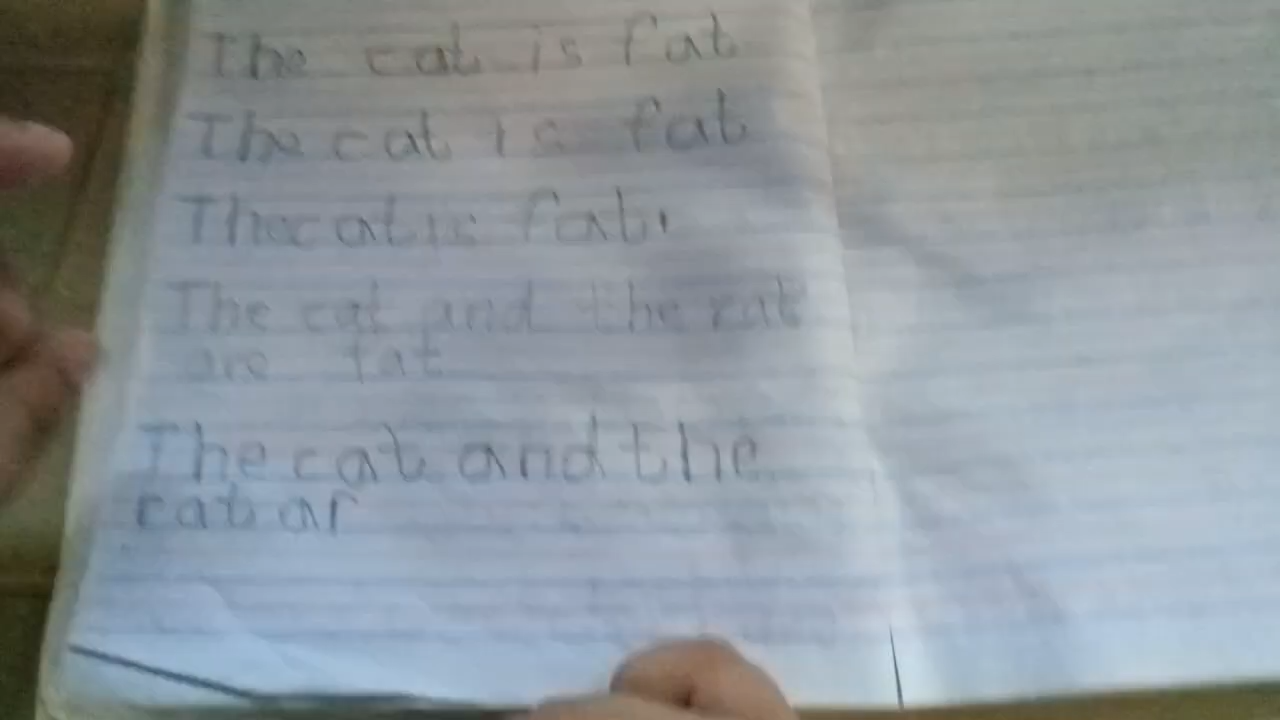 The cat is fat
The cat is fat
The cat is fat.
The cat and the rat
are fat
The cat and the
rat ar